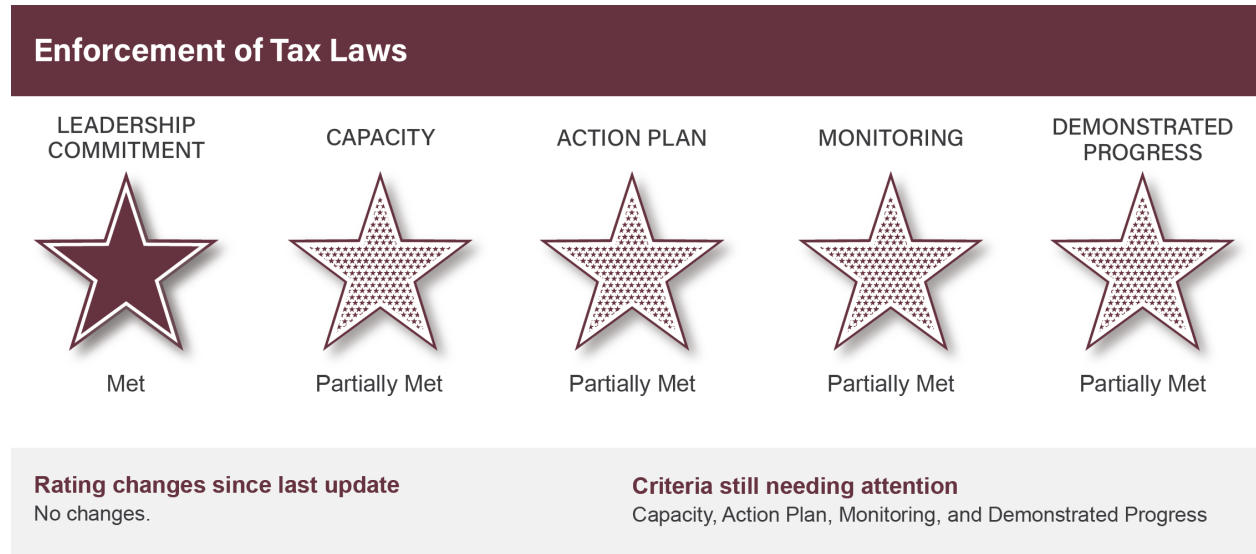 Enforcement of Tax Laws
LEADERSHIP
COMMITMENT
CAPACITY
ACTION PLAN
MONITORING
DEMONSTRATED
PROGRESS
Met
Partially Met
Partially Met
Partially Met
Partially Met
Rating changes since last update
No changes.
Criteria still needing attention
Capacity, Action Plan, Monitoring, and Demonstrated Progress